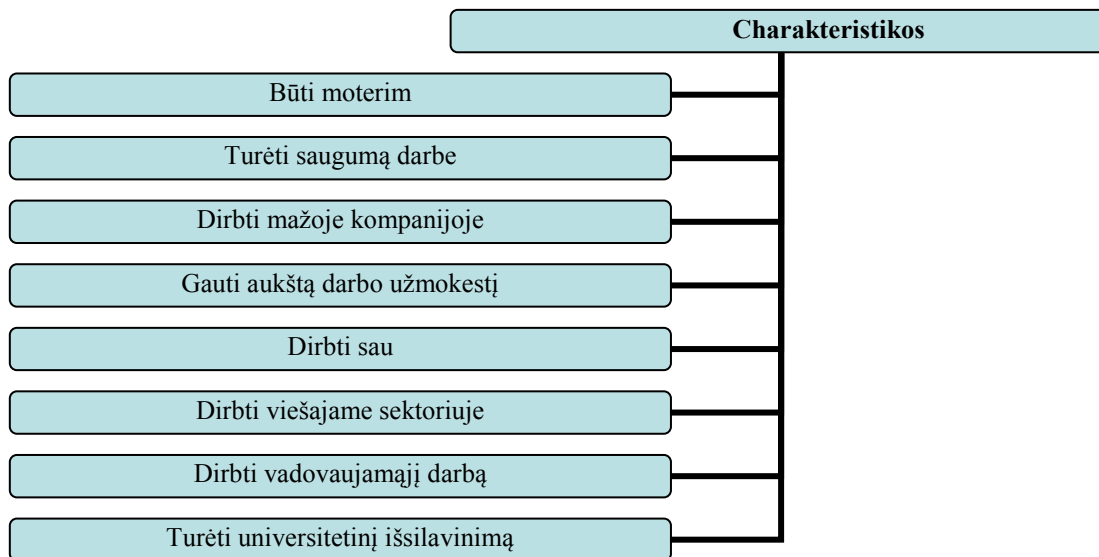 Charakteristikos
Būti moterim
Turėti saugumą darbe
Dirbti mažoje kompanijoje
Gauti aukštą darbo užmokestį
Dirbti sau
Dirbti viešajame sektoriuje
Dirbti vadovaujamąjį darbą
Turėti universitetinį išsilavinimą